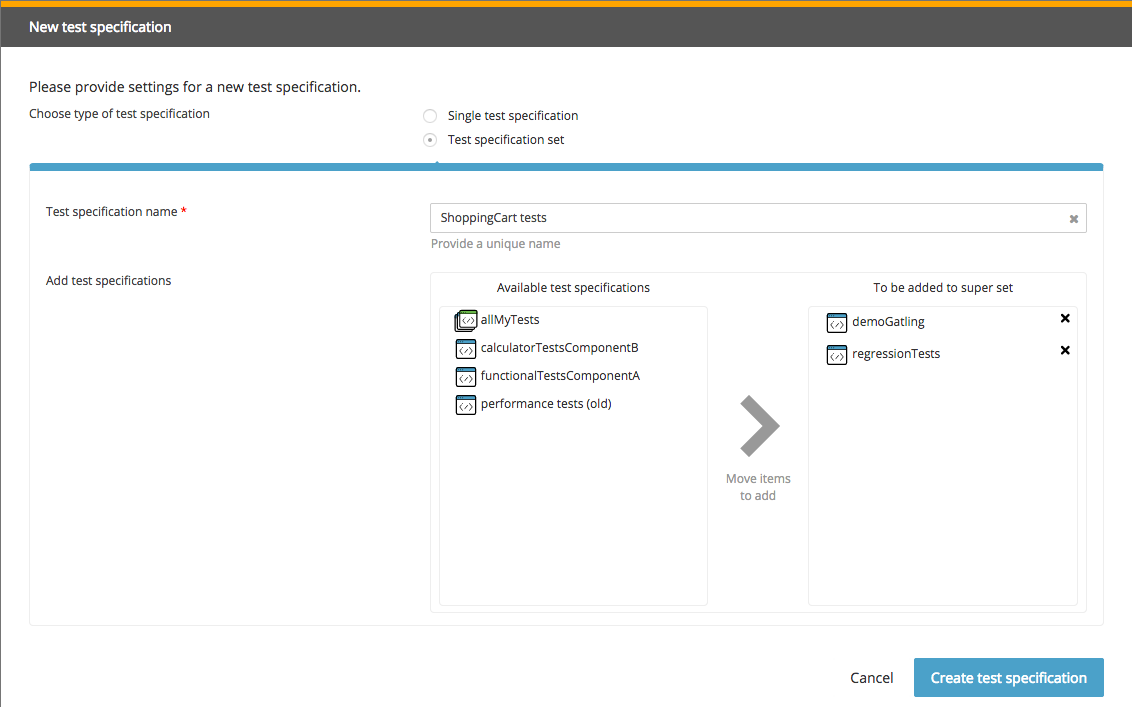 New test specification
Please provide settings for a new test specification.
Choose type of test specification
Single test specification
Test specification set
Test specification name *
ShoppingCart tests
Provide a unique name
Add test specifications
Available test specifications
allMyTests
calculatorTestsComponentB
functionalTestsComponentA
performance tests (old)
Move items
to add
To be added to super set
demoGatling
regressionTests
Cancel
Create test specification